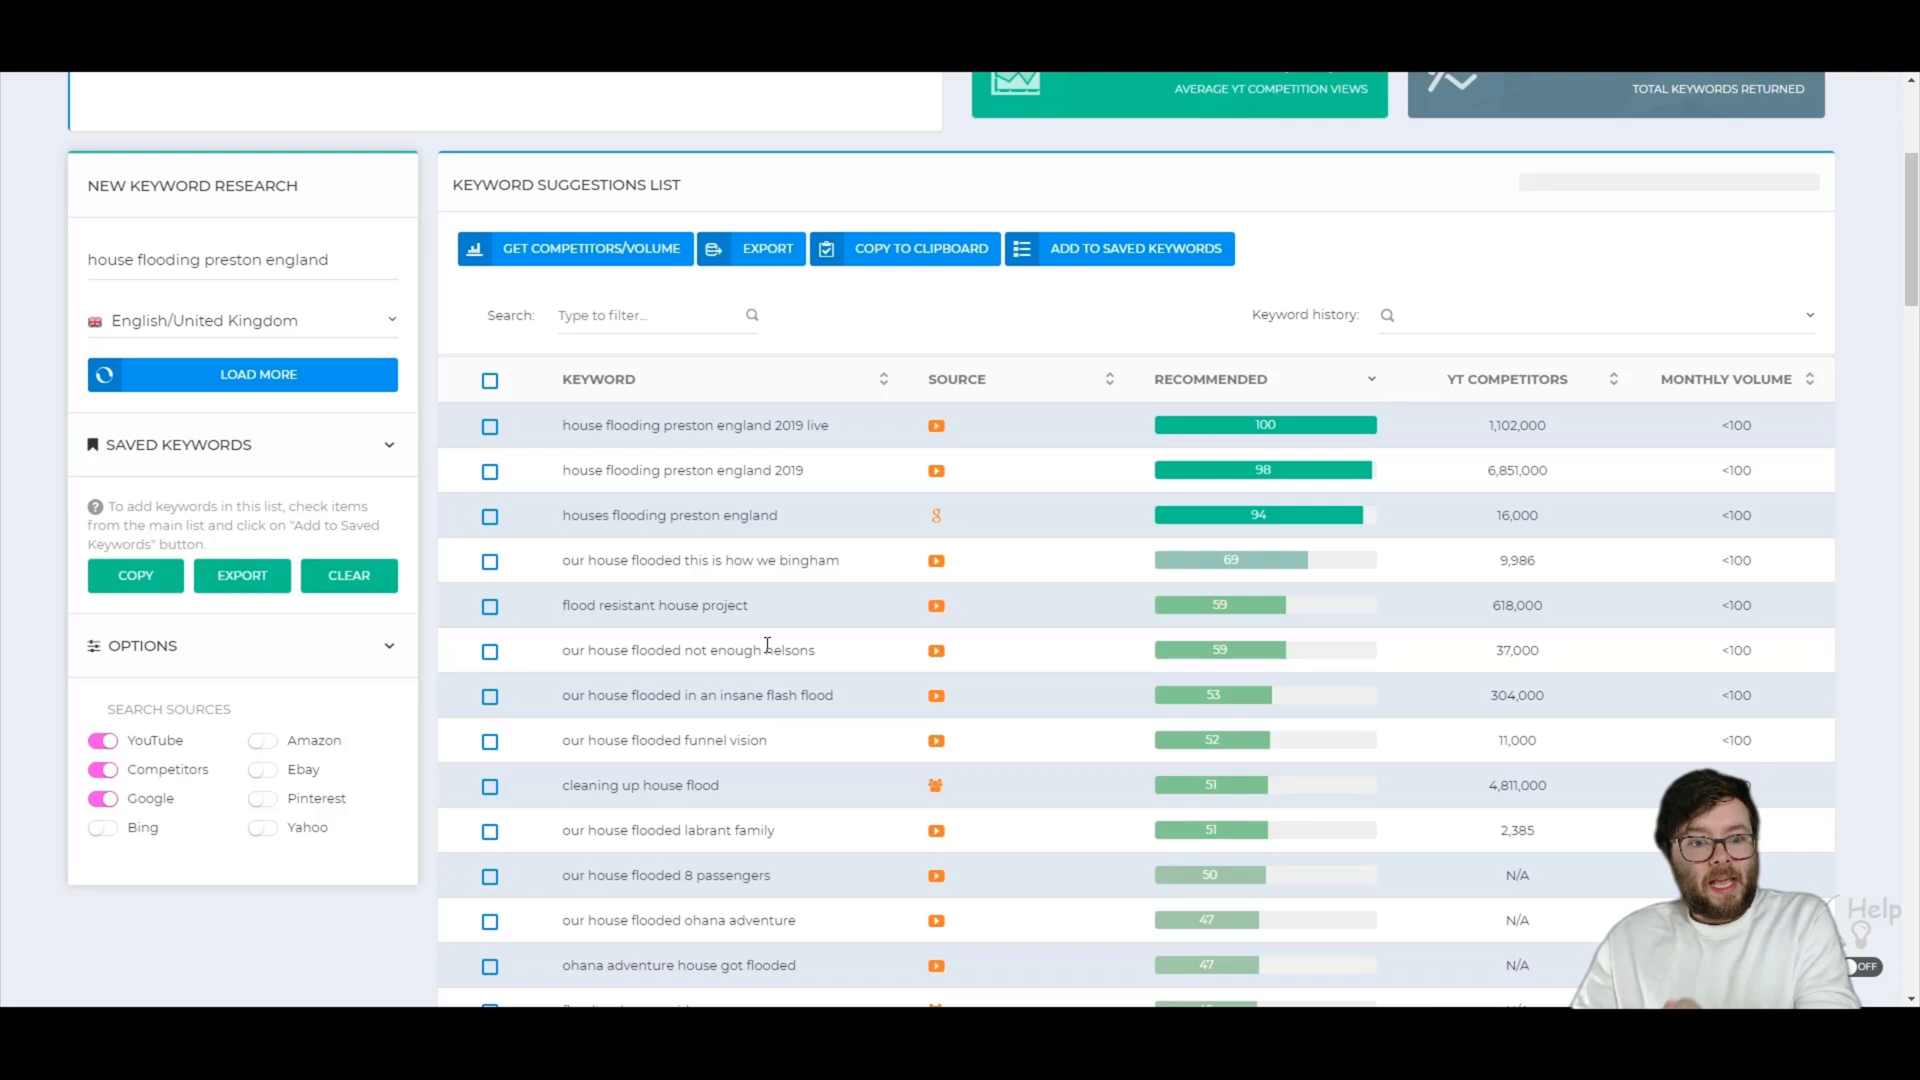 AVERAGE YT COMPETITION VIEWS
TOTAL KEYWORDS RETURNED
NEW KEYWORD RESEARCH
house flooding preston england
English/United Kingdom
LOAD MORE
SAVED KEYWORDS
To add keywords in this list, check items
from the main list and click on "Add to Saved
Keywords" button.
COPY EXPORT CLEAR
OPTIONS
SEARCH SOURCES
YouTube Amazon
Competitors Ebay
Google Pinterest
Bing Yahoo
KEYWORD SUGGESTIONS LIST
GET COMPETITORS/VOLUME EXPORT COPY TO CLIPBOARD ADD TO SAVED KEYWORDS
Search: Type to filter... Keyword history:
KEYWORD SOURCE RECOMMENDED YT COMPETITORS MONTHLY VOLUME
house flooding preston england 2019 live 100 1,102,000 <100
house flooding preston england 2019 98 6,851,000 <100
houses flooding preston england 94 16,000 <100
our house flooded this is how we bingham 69 9,986 <100
flood resistant house project 59 618,000 <100
our house flooded not enough nelsons 59 37,000 <100
our house flooded in an insane flash flood 53 304,000 <100
our house flooded funnel vision 52 11,000 <100
cleaning up house flood 51 4,811,000
our house flooded labrant family 51 2,385
our house flooded 8 passengers 50 N/A
our house flooded ohana adventure 47 N/A
ohana adventure house got flooded 47 N/A
Help
OFF